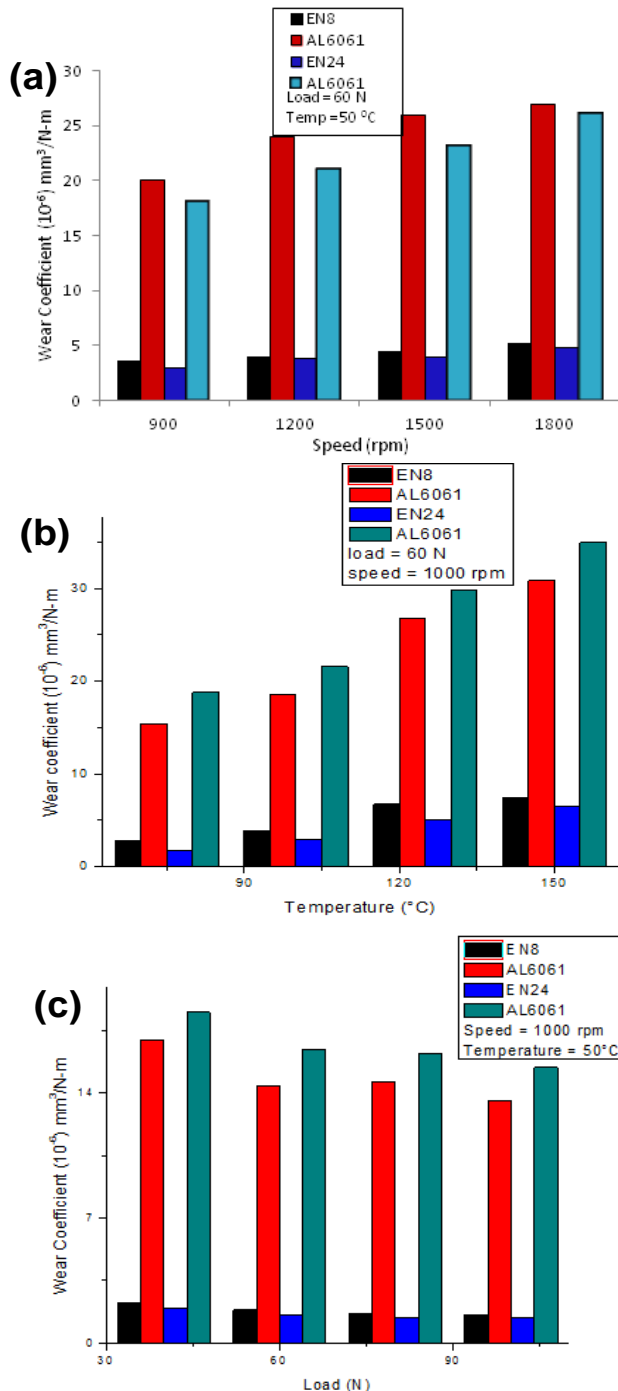 (a)
EN8
AL6061
EN24
AL6061
Load=60 N
Temp=50 ⁰C
Wear Coefficient (10⁻⁶) mm³/N-m
30
25
20
15
10
5
0
900 1200 1500 1800
Speed (rpm)
(b)
EN8
AL6061
EN24
AL6061
load = 60 N
speed = 1000 rpm
Wear coefficient (10⁻⁶) mm³/N-m
30
20
10
0
90 120 150
Temperature (°C)
(c)
EN8
AL6061
EN24
AL6061
Speed = 1000 rpm
Temperature = 50°C
Wear Coefficient (10⁻⁶) mm³/N-m
14
7
0
30 60 90
Load (N)